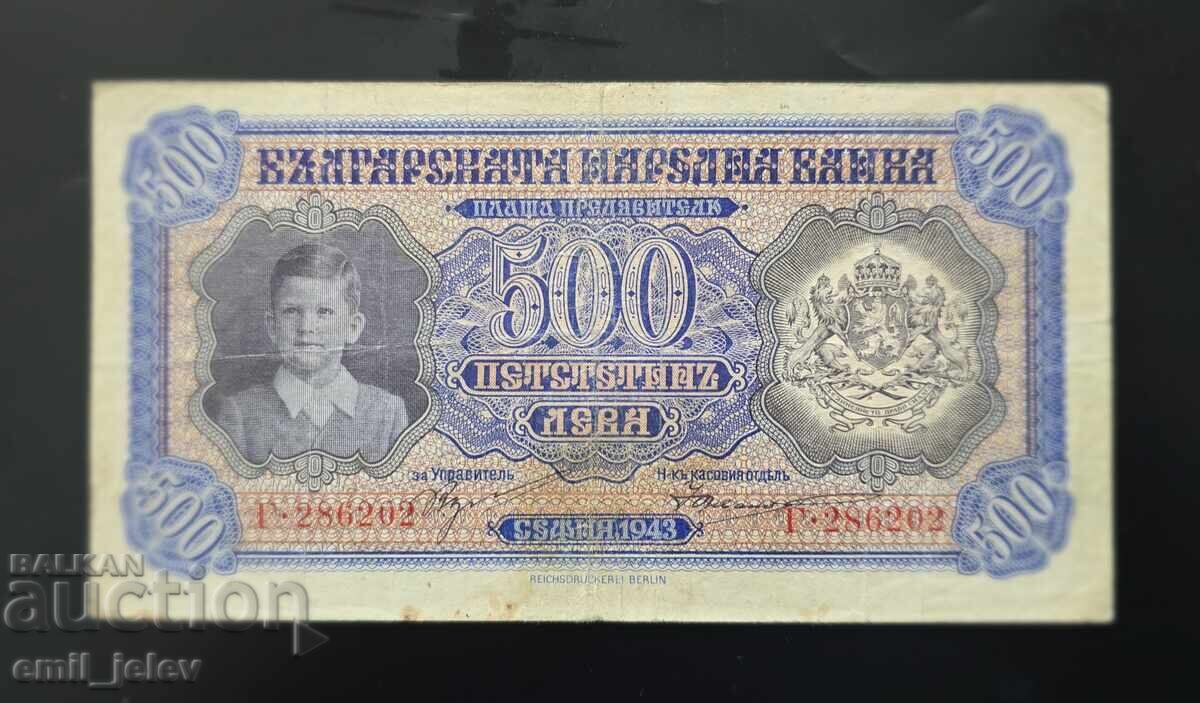 500 500
БЪЛГАРСКАТА НАРОДНА БАНКА
ПЛАЩА ПРЕДЯВИТЕЛЮ
500
ПЕТСТОТИНЪ
ЛЕВА
за Управитель Н-къ касовия отдѣлъ
Г·286202 Г·286202
СОФИЯ, 1943
500 500
REICHSDRUCKEREI BERLIN
BALKAN
auction
emil_jelev